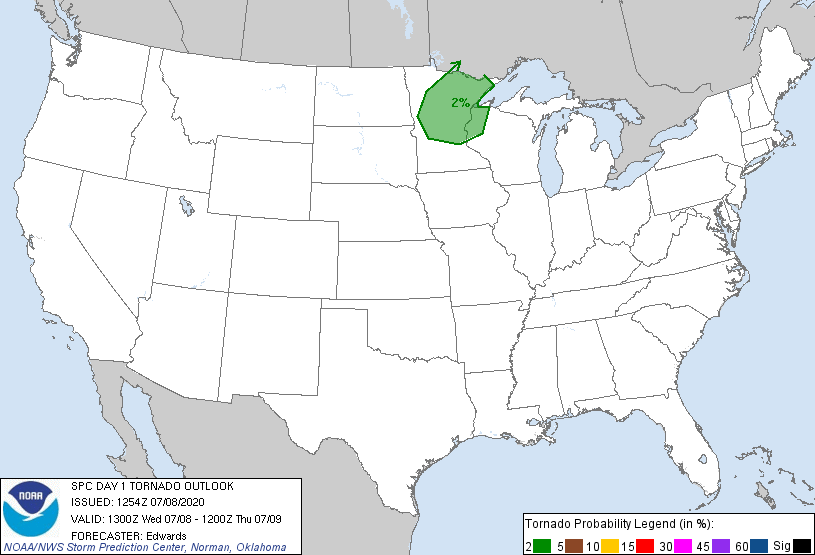 2%
NOAA
SPC DAY 1 TORNADO OUTLOOK
ISSUED: 1254Z 07/08/2020
VALID: 1300Z Wed 07/08 - 1200Z Thu 07/09
FORECASTER: Edwards
NOAA/NWS Storm Prediction Center, Norman, Oklahoma
Tornado Probability Legend (in %):
2 5 10 15 30 45 60 Sig